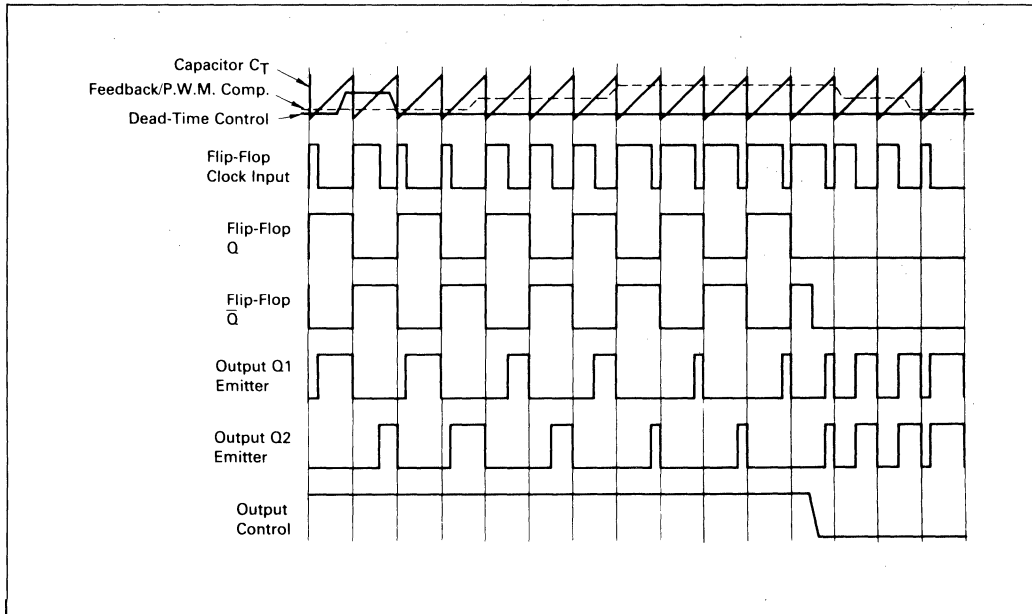 Capacitor CT
Feedback/P.W.M. Comp.
Dead-Time Control
Flip-Flop
Clock Input
Flip-Flop
Q
Flip-Flop
Q̅
Output Q1
Emitter
Output Q2
Emitter
Output
Control